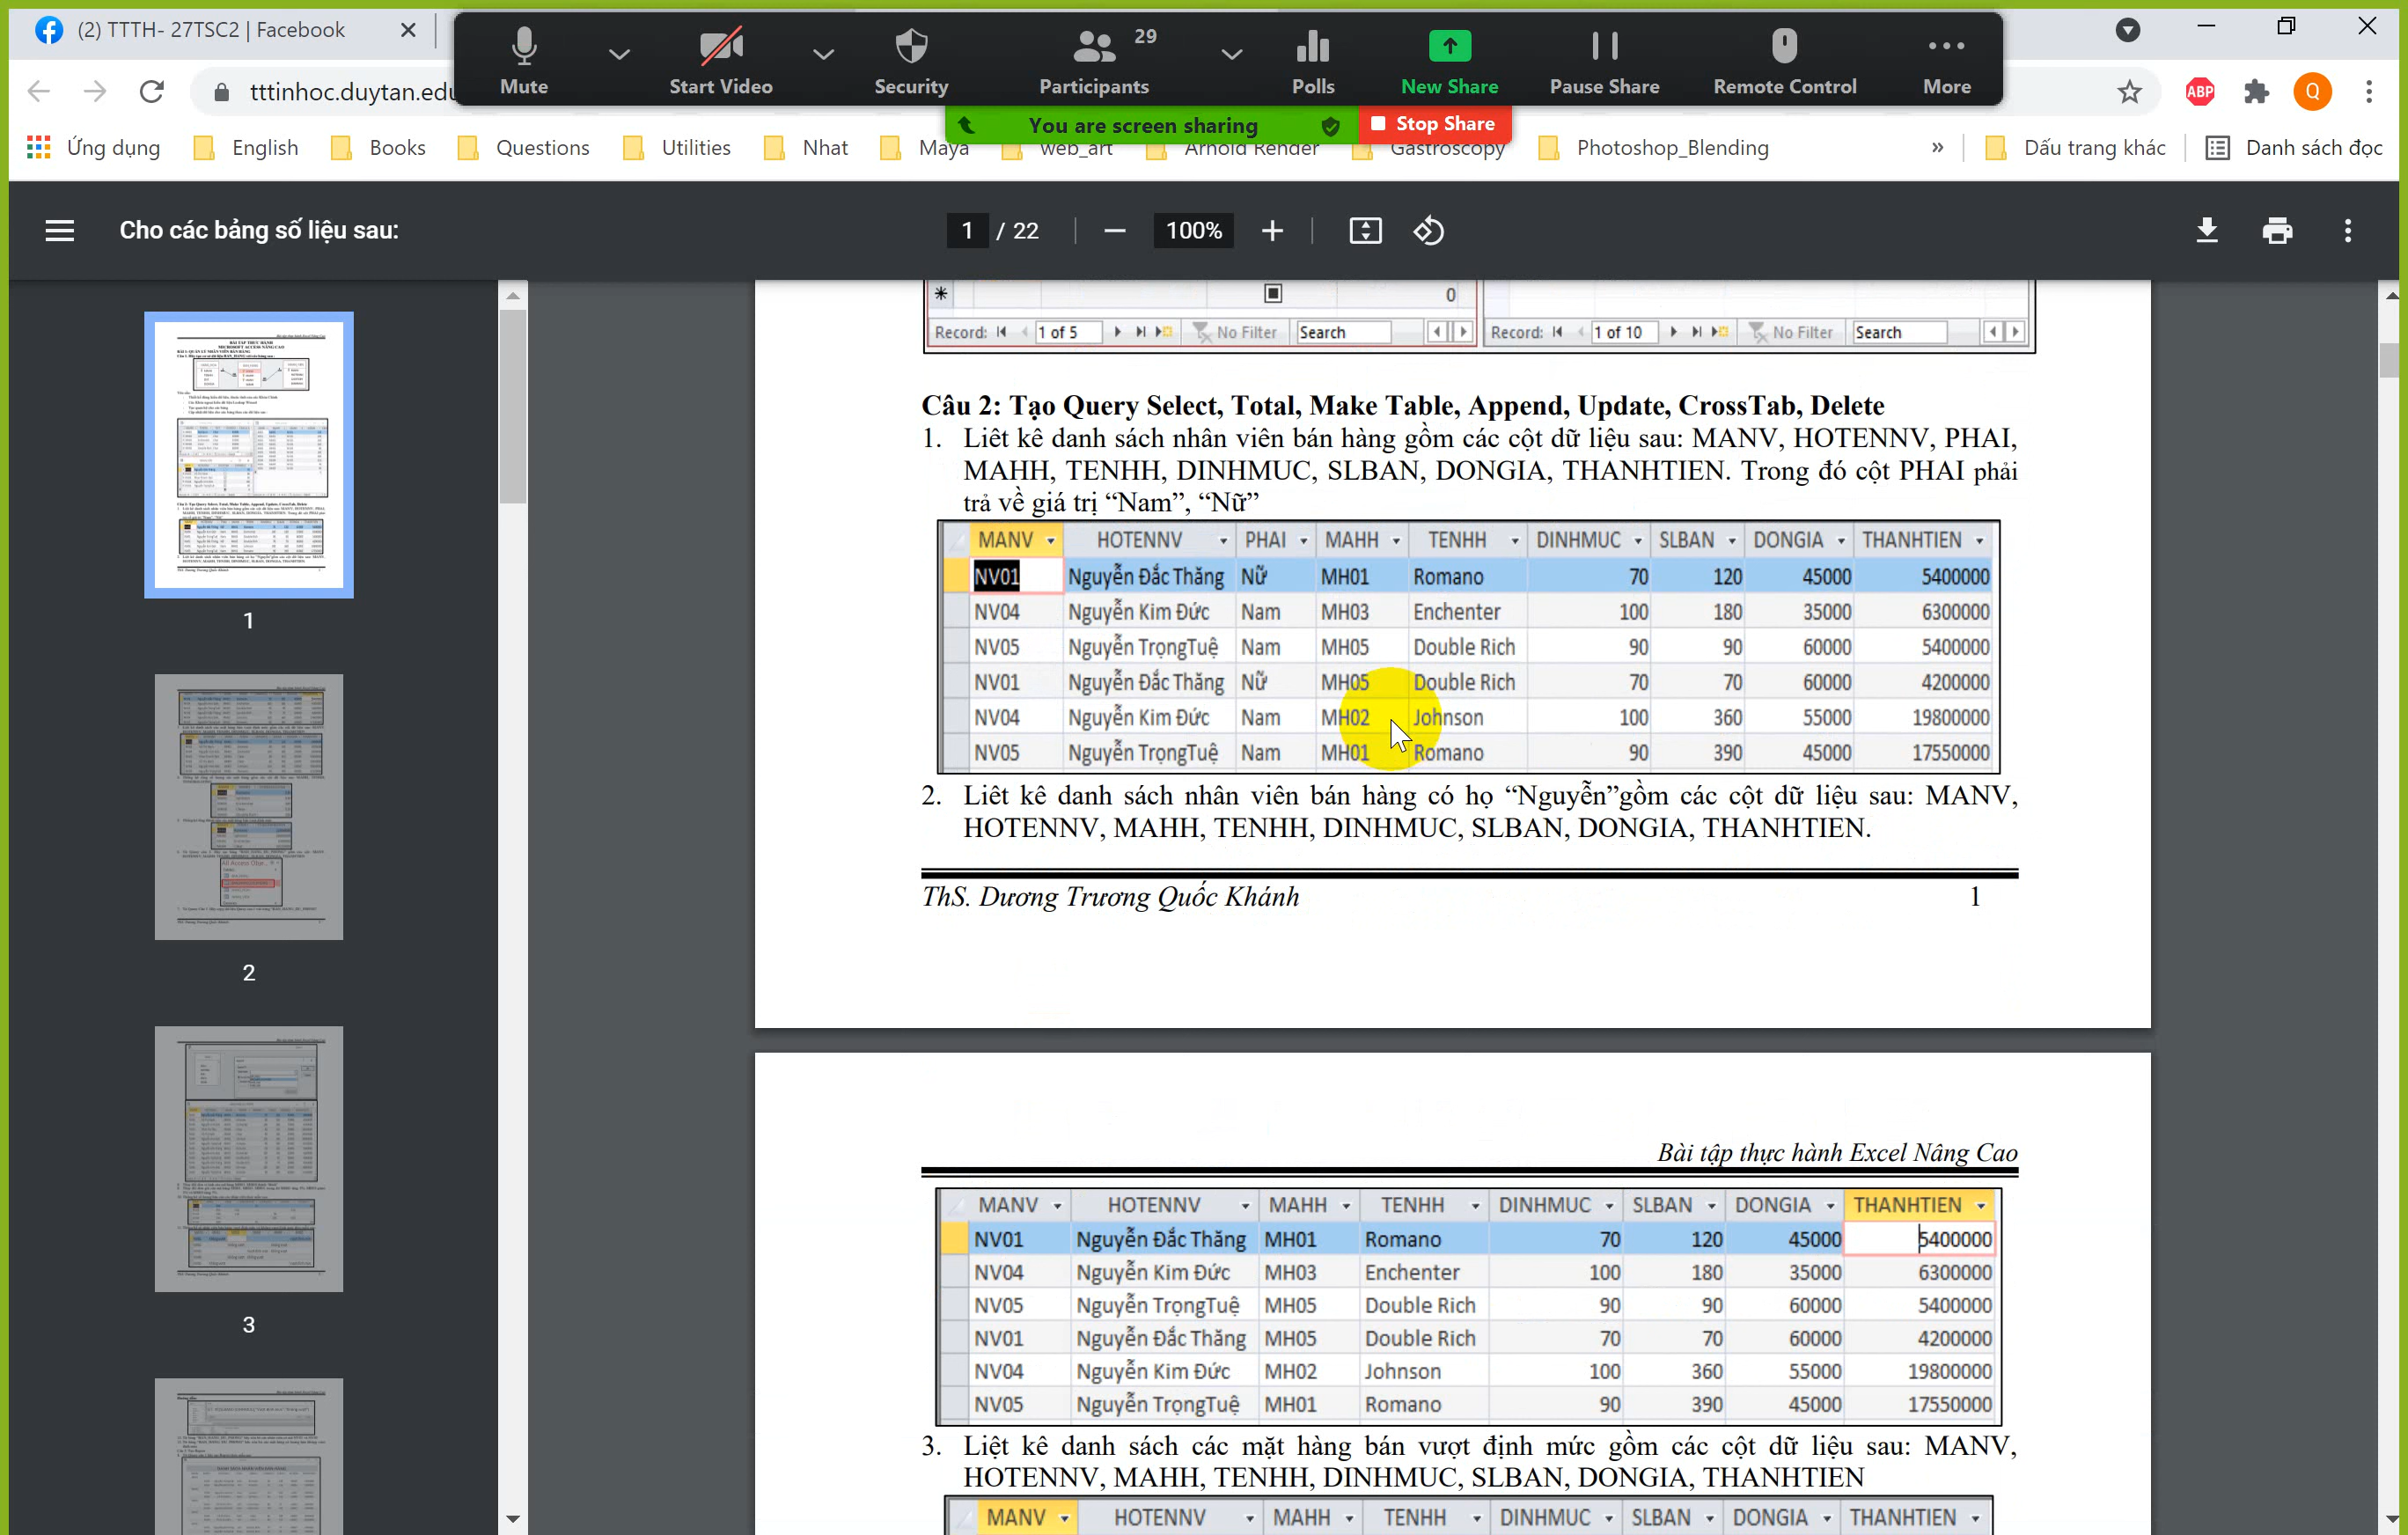 (2) TTTH- 27TSC2 | Facebook
Mute
Start Video
Security
29
Participants
Polls
New Share
Pause Share
Remote Control
More
tttinhoc.duytan.edu
ABP
Q
You are screen sharing
Stop Share
Ứng dụng
English
Books
Questions
Utilities
Nhat
Maya
web_art
Arnold Render
Gastroscopy
Photoshop_Blending
»
Dấu trang khác
Danh sách đọc
Cho các bảng số liệu sau:
1 / 22
100%
0
Record: 1 of 5 No Filter Search
Record: 1 of 10 No Filter Search
Câu 2: Tạo Query Select, Total, Make Table, Append, Update, CrossTab, Delete
1. Liêt kê danh sách nhân viên bán hàng gồm các cột dữ liệu sau: MANV, HOTENNV, PHAI,
MAHH, TENHH, DINHMUC, SLBAN, DONGIA, THANHTIEN. Trong đó cột PHAI phải
trả về giá trị “Nam”, “Nữ”
MANV HOTENNV PHAI MAHH TENHH DINHMUC SLBAN DONGIA THANHTIEN
NV01 Nguyễn Đắc Thăng Nữ MH01 Romano 70 120 45000 5400000
NV04 Nguyễn Kim Đức Nam MH03 Enchenter 100 180 35000 6300000
NV05 Nguyễn TrọngTuệ Nam MH05 Double Rich 90 90 60000 5400000
NV01 Nguyễn Đắc Thăng Nữ MH05 Double Rich 70 70 60000 4200000
NV04 Nguyễn Kim Đức Nam MH02 Johnson 100 360 55000 19800000
NV05 Nguyễn TrọngTuệ Nam MH01 Romano 90 390 45000 17550000
2. Liêt kê danh sách nhân viên bán hàng có họ “Nguyễn”gồm các cột dữ liệu sau: MANV,
HOTENNV, MAHH, TENHH, DINHMUC, SLBAN, DONGIA, THANHTIEN.
ThS. Dương Trương Quốc Khánh 1
Bài tập thực hành Excel Nâng Cao
MANV HOTENNV MAHH TENHH DINHMUC SLBAN DONGIA THANHTIEN
NV01 Nguyễn Đắc Thăng MH01 Romano 70 120 45000 5400000
NV04 Nguyễn Kim Đức MH03 Enchenter 100 180 35000 6300000
NV05 Nguyễn TrọngTuệ MH05 Double Rich 90 90 60000 5400000
NV01 Nguyễn Đắc Thăng MH05 Double Rich 70 70 60000 4200000
NV04 Nguyễn Kim Đức MH02 Johnson 100 360 55000 19800000
NV05 Nguyễn TrọngTuệ MH01 Romano 90 390 45000 17550000
3. Liệt kê danh sách các mặt hàng bán vượt định mức gồm các cột dữ liệu sau: MANV,
HOTENNV, MAHH, TENHH, DINHMUC, SLBAN, DONGIA, THANHTIEN
MANV HOTENNV MAHH TENHH DINHMUC SLBAN DONGIA THANHTIEN
1
2
3